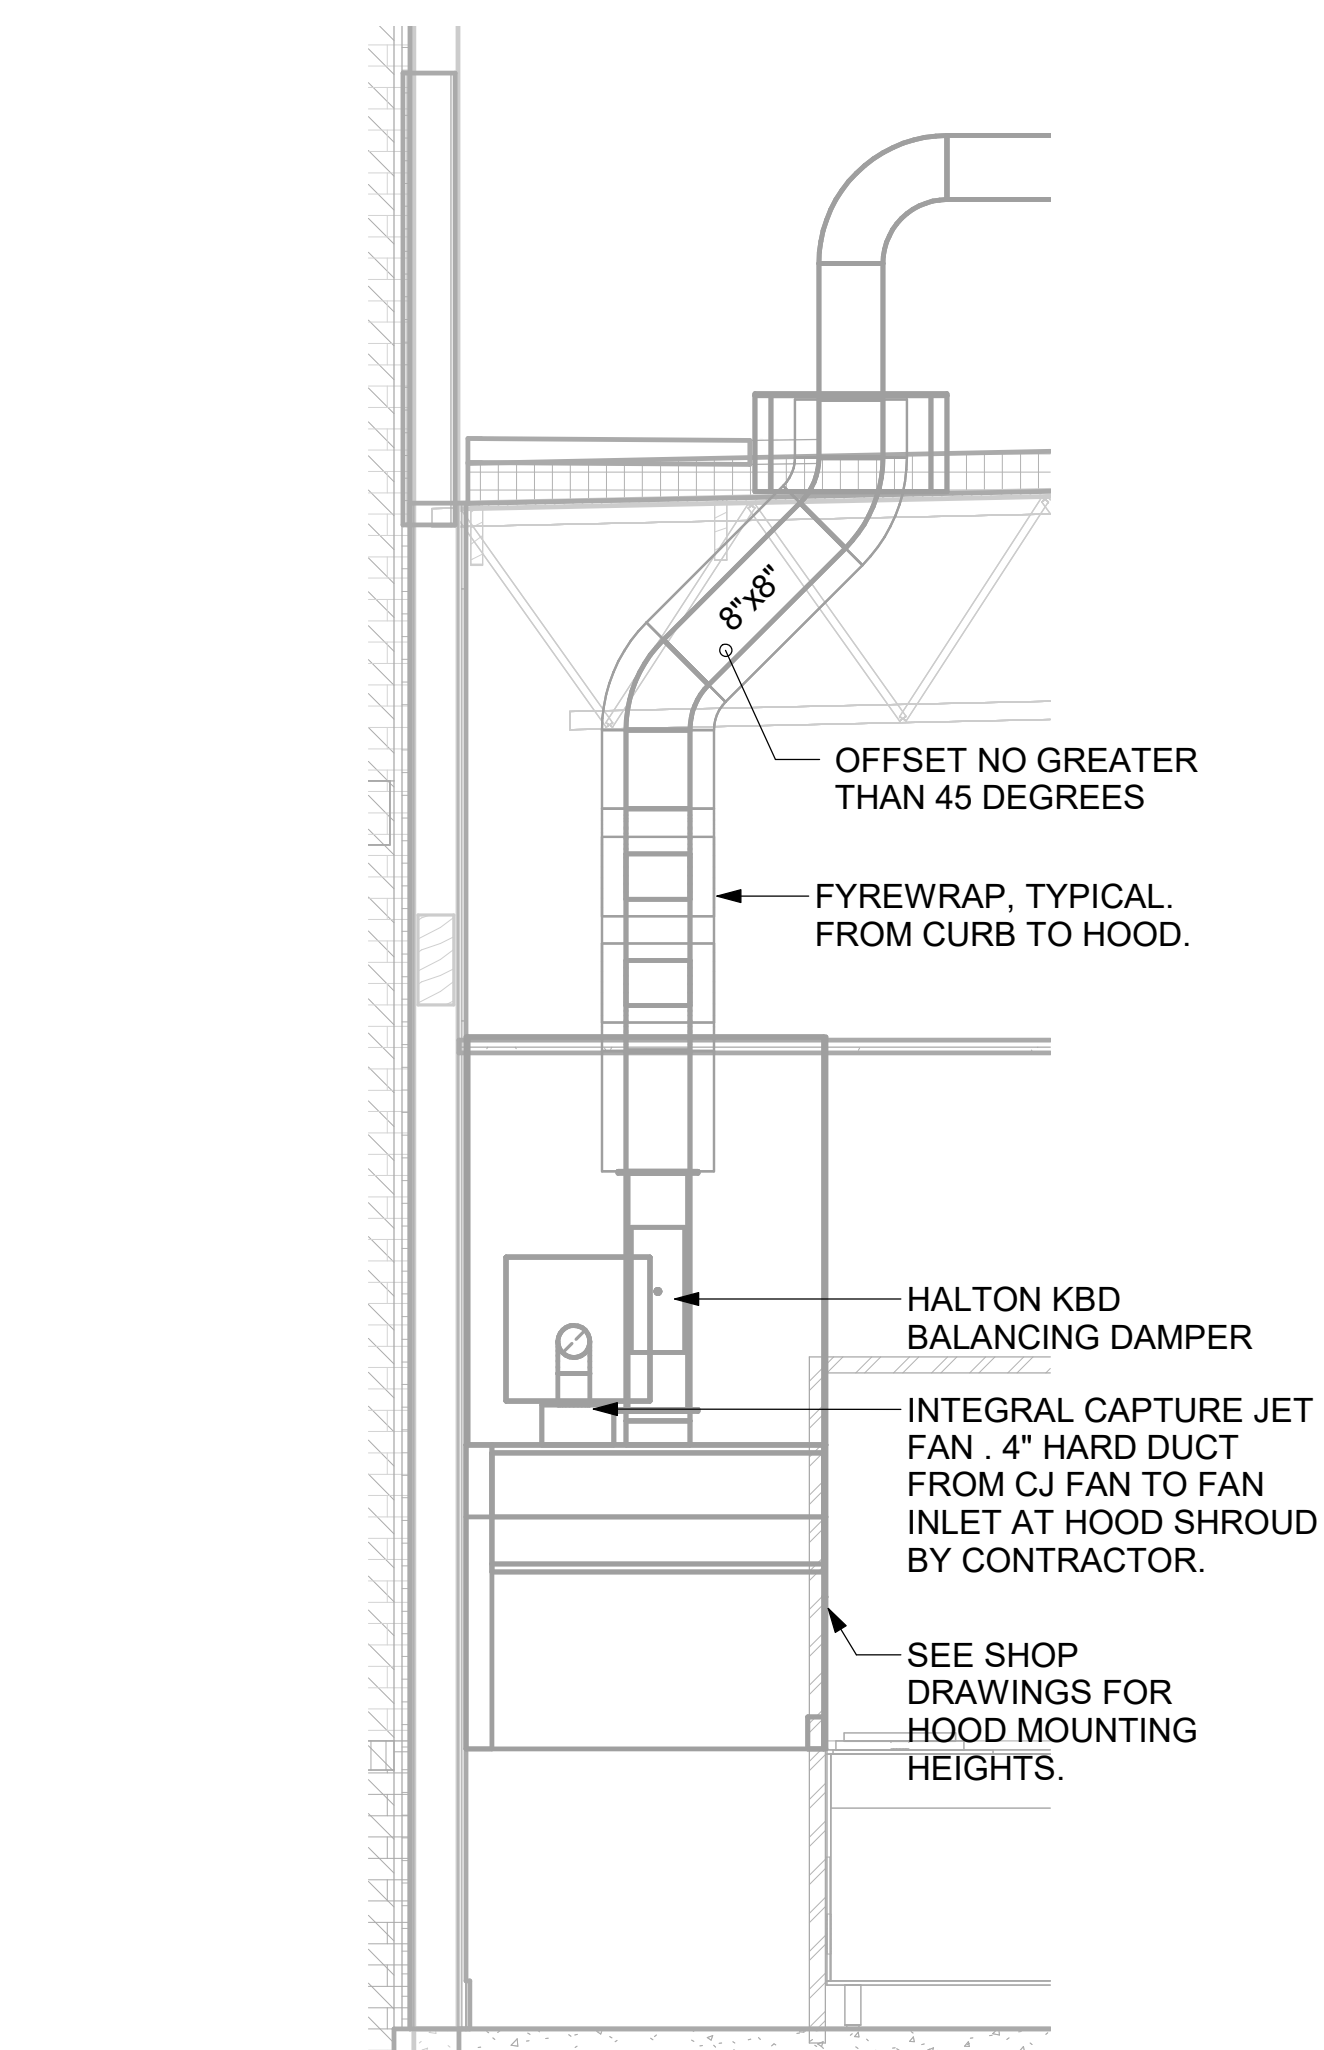 8"x8"
OFFSET NO GREATER
THAN 45 DEGREES
FYREWRAP, TYPICAL.
FROM CURB TO HOOD.
HALTON KBD
BALANCING DAMPER
INTEGRAL CAPTURE JET
FAN . 4" HARD DUCT
FROM CJ FAN TO FAN
INLET AT HOOD SHROUD
BY CONTRACTOR.
SEE SHOP
DRAWINGS FOR
HOOD MOUNTING
HEIGHTS.